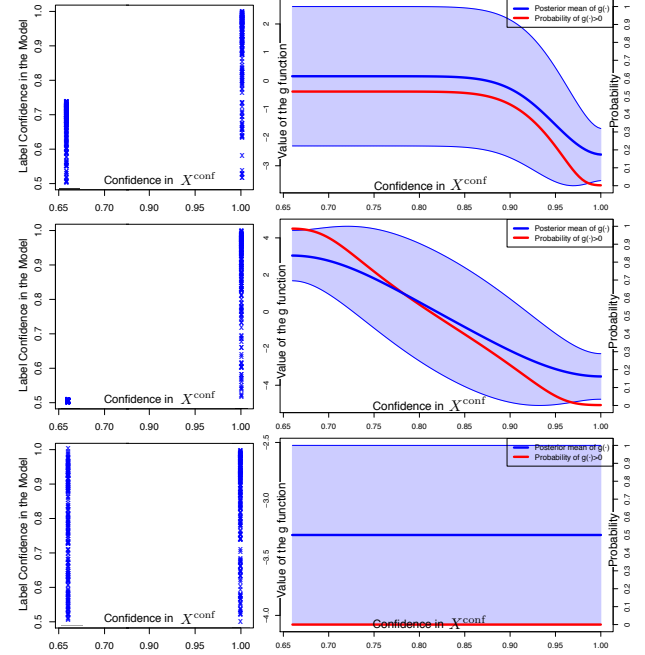 Label Confidence in the Model
0.5 0.6 0.7 0.8 0.9 1.0
Confidence in X^conf
0.65 0.70 0.90 0.95 1.00
Value of the g function
−3 −2 −1 0 1 2
Posterior mean of g(·)
Probability of g(·)>0
Confidence in X^conf
Probability
0 0.1 0.2 0.3 0.4 0.5 0.6 0.7 0.8 0.9 1
0.65 0.70 0.75 0.80 0.85 0.90 0.95 1.00
Label Confidence in the Model
0.5 0.6 0.7 0.8 0.9 1.0
Confidence in X^conf
0.65 0.70 0.90 0.95 1.00
Value of the g function
−4 −2 0 2 4
Posterior mean of g(·)
Probability of g(·)>0
Confidence in X^conf
Probability
0 0.1 0.2 0.3 0.4 0.5 0.6 0.7 0.8 0.9 1
0.65 0.70 0.75 0.80 0.85 0.90 0.95 1.00
Label Confidence in the Model
0.5 0.6 0.7 0.8 0.9 1.0
Confidence in X^conf
0.65 0.70 0.90 0.95 1.00
Value of the g function
−4.0 −3.5 −3.0 −2.5
Posterior mean of g(·)
Probability of g(·)>0
Confidence in X^conf
Probability
0 0.1 0.2 0.3 0.4 0.5 0.6 0.7 0.8 0.9 1
0.65 0.70 0.75 0.80 0.85 0.90 0.95 1.00